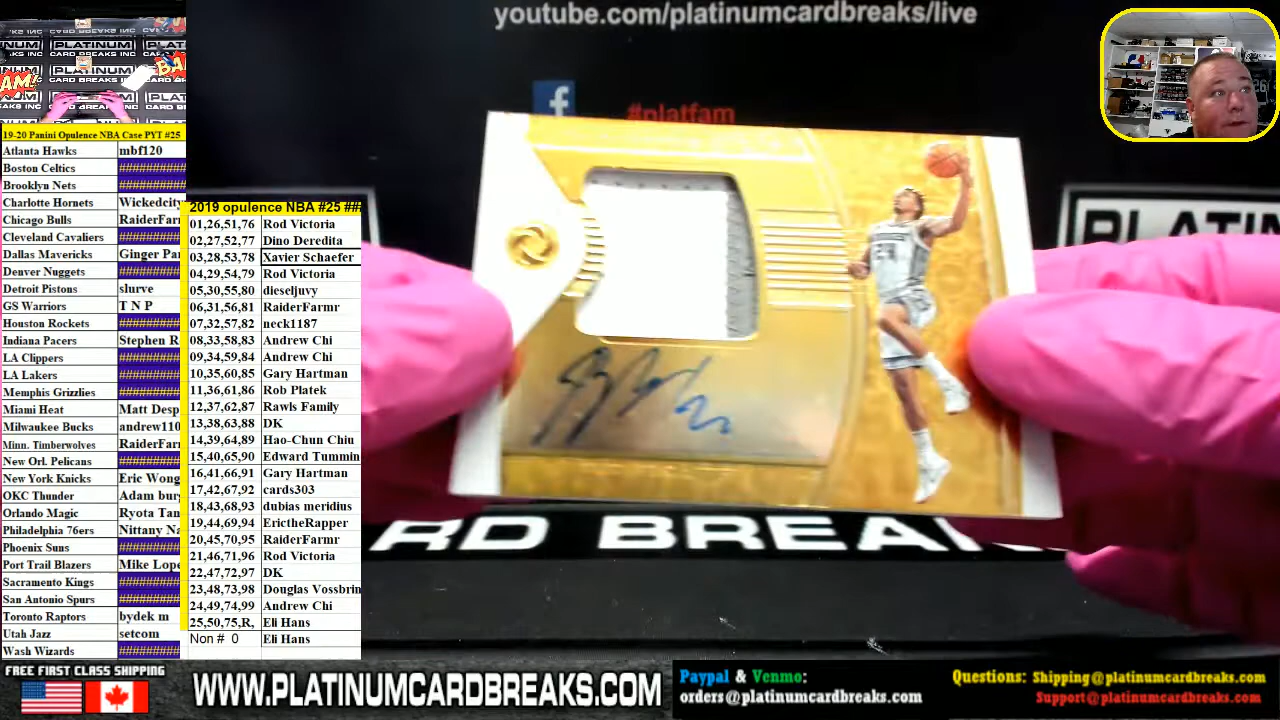 youtube.com/platinumcardbreaks/live
#platfam
PLATINUM
CARD BREAKS INC
19-20 Panini Opulence NBA Case PYT #25
Atlanta Hawks mbf120
Boston Celtics ##########
Brooklyn Nets ##########
Charlotte Hornets Wickedcity
Chicago Bulls RaiderFarr
Cleveland Cavaliers ##########
Dallas Mavericks Ginger Pa
Denver Nuggets ##########
Detroit Pistons slurve
GS Warriors T N P
Houston Rockets ##########
Indiana Pacers Stephen R
LA Clippers ##########
LA Lakers ##########
Memphis Grizzlies ##########
Miami Heat Matt Desp
Milwaukee Bucks andrew110
Minn. Timberwolves RaiderFarr
New Orl. Pelicans ##########
New York Knicks Eric Wong
OKC Thunder Adam bur
Orlando Magic Ryota Tan
Philadelphia 76ers Nittany Na
Phoenix Suns ##########
Port Trail Blazers Mike Lope
Sacramento Kings ##########
San Antonio Spurs ##########
Toronto Raptors bydek m
Utah Jazz setcom
Wash Wizards ##########
2019 opulence NBA #25 ##
01,26,51,76 Rod Victoria
02,27,52,77 Dino Deredita
03,28,53,78 Xavier Schaefer
04,29,54,79 Rod Victoria
05,30,55,80 dieseljuvy
06,31,56,81 RaiderFarmr
07,32,57,82 neck1187
08,33,58,83 Andrew Chi
09,34,59,84 Andrew Chi
10,35,60,85 Gary Hartman
11,36,61,86 Rob Platek
12,37,62,87 Rawls Family
13,38,63,88 DK
14,39,64,89 Hao-Chun Chiu
15,40,65,90 Edward Tummin
16,41,66,91 Gary Hartman
17,42,67,92 cards303
18,43,68,93 dubias meridius
19,44,69,94 ErictheRapper
20,45,70,95 RaiderFarmr
21,46,71,96 Rod Victoria
22,47,72,97 DK
23,48,73,98 Douglas Vossbrin
24,49,74,99 Andrew Chi
25,50,75,R, Eli Hans
Non # 0 Eli Hans
PLATIN
CARD BREA
FREE FIRST CLASS SHIPPING
WWW.PLATINUMCARDBREAKS.COM
Paypal & Venmo:
orders@platinumcardbreaks.com
Questions: Shipping@platinumcardbreaks.com
Support@platinumcardbreaks.com